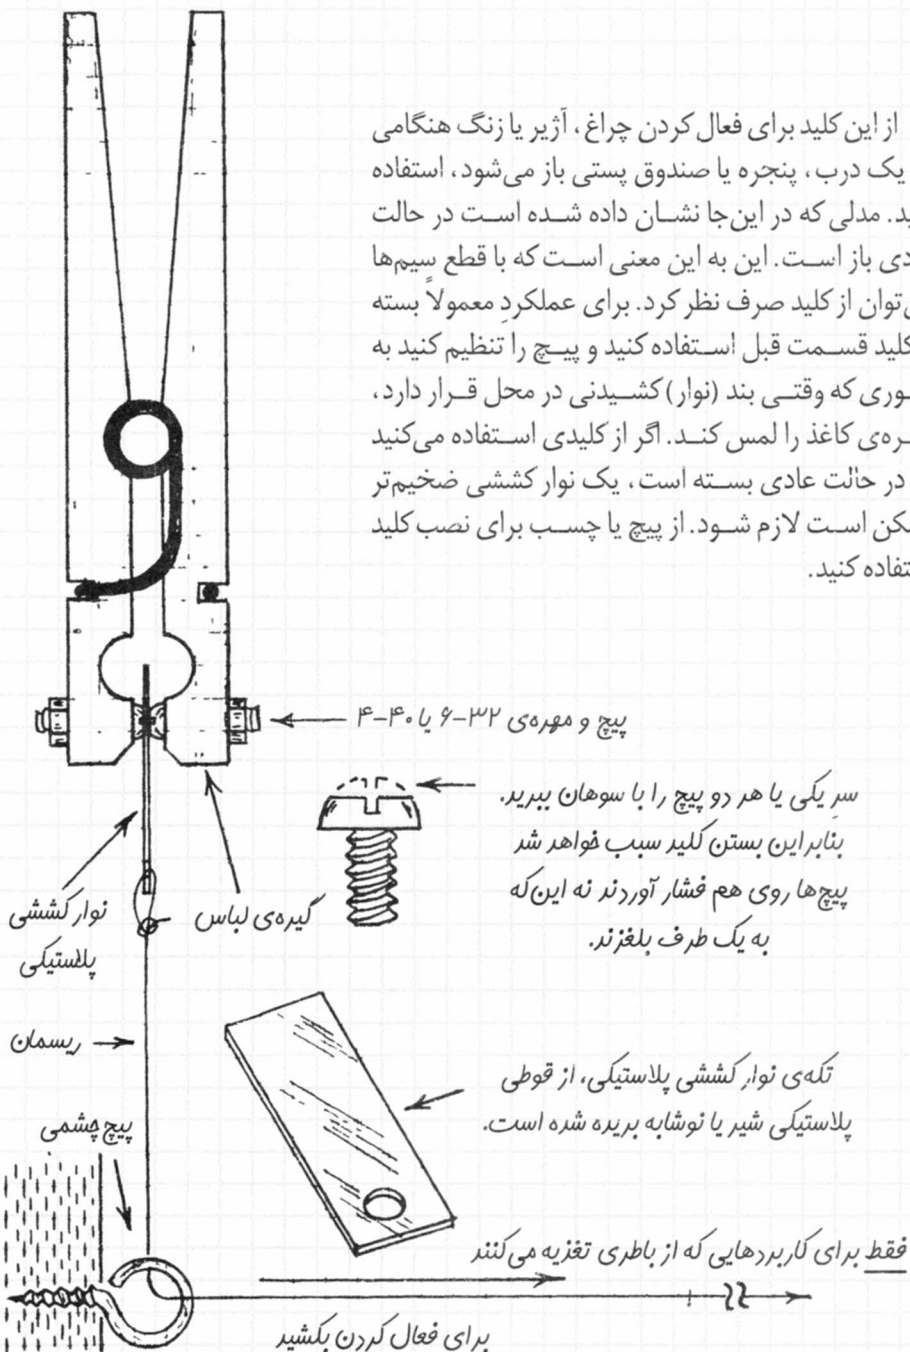 از این کلید برای فعال کردن چراغ، آژیر یا زنگ هنگامی
یک درب، پنجره یا صندوق پستی باز می‌شود، استفاده
مدلی که در این‌جا نشان داده شده است در حالت
باز است. این به این معنی است که با قطع سیم‌ها
توان از کلید صرف نظر کرد. برای عملکردِ معمولاً بسته
کلید قسمت قبل استفاده کنید و پیچ را تنظیم کنید به
که وقتی بند (نوار) کشیدنی در محل قرار دارد،
کاغذ را لمس کند. اگر از کلیدی استفاده می‌کنید
در حالت عادی بسته است، یک نوار کششی ضخیم‌تر
است لازم شود. از پیچ یا چسب برای نصب کلید
کنید.
پیچ و مهره‌ی ۳۲-۶ یا ۴۰-۴
سرِ یکی یا هر دو پیچ را با سوهان ببرید.
بنابراین بستن کلید سبب خواهد شد
پیچ‌ها روی هم فشار آوردند نه این‌که
به یک طرف بلغزند.
گیره‌ی لباس
نوار کششی
پلاستیکی
ریسمان
تکه‌ی نوار کششی پلاستیکی، از قوطی
پلاستیکی شیر یا نوشابه بریده شده است.
پیچ چشمی
فقط برای کاربردهایی که از باطری تغزیه می‌کنند
برای فعال کردن بکشید